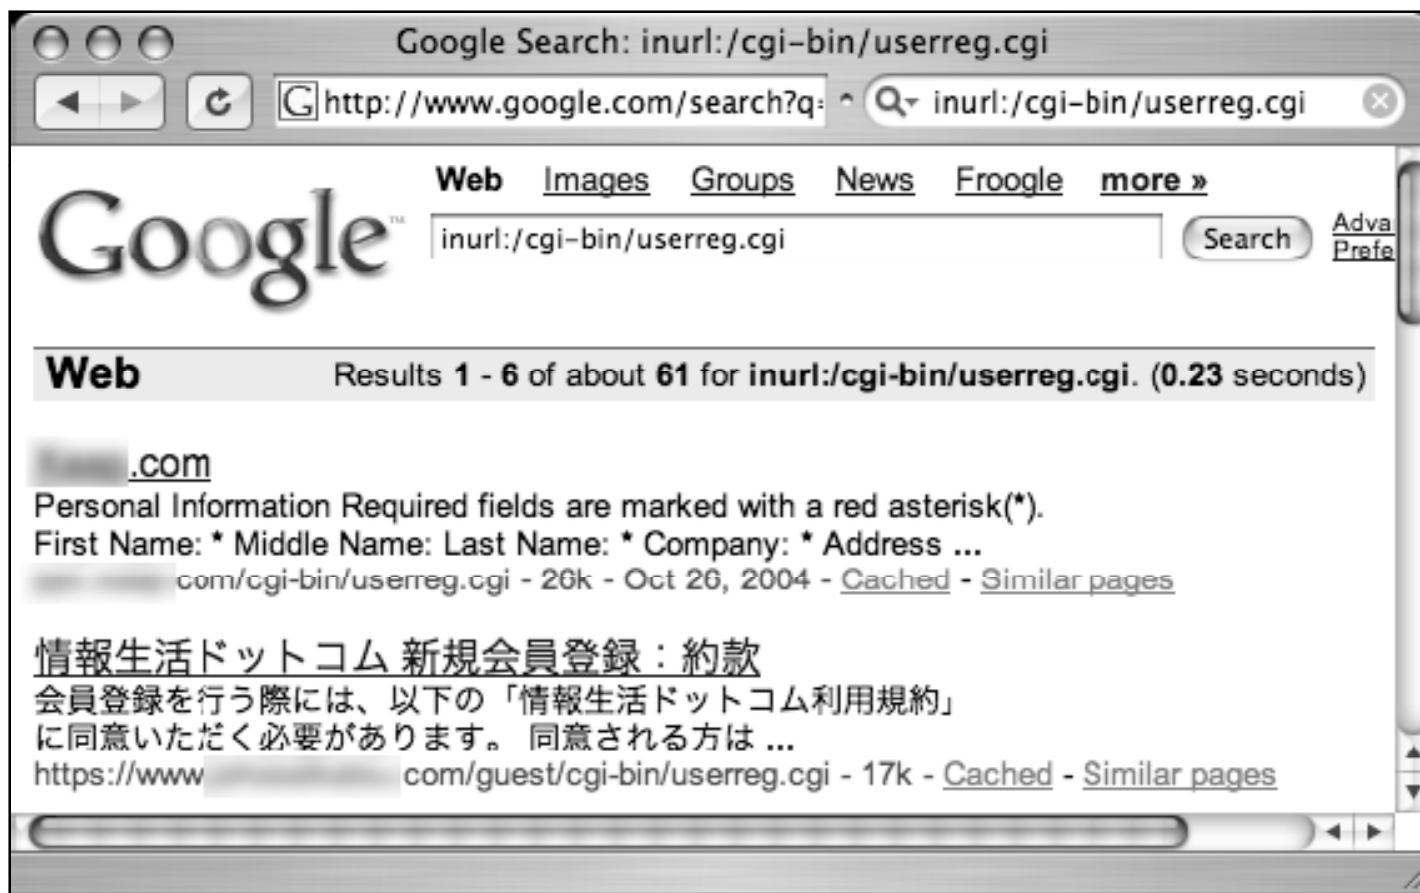 Google Search: inurl:/cgi-bin/userreg.cgi
http://www.google.com/search?q= inurl:/cgi-bin/userreg.cgi
Web Images Groups News Froogle more »
Google™
inurl:/cgi-bin/userreg.cgi Search Adva
Prefe
Web Results 1 - 6 of about 61 for inurl:/cgi-bin/userreg.cgi. (0.23 seconds)
.com
Personal Information Required fields are marked with a red asterisk(*).
First Name: * Middle Name: Last Name: * Company: * Address ...
com/cgi-bin/userreg.cgi - 26k - Oct 26, 2004 - Cached - Similar pages
情報生活ドットコム 新規会員登録：約款
会員登録を行う際には、以下の「情報生活ドットコム利用規約」
に同意いただく必要があります。 同意される方は ...
https://www com/guest/cgi-bin/userreg.cgi - 17k - Cached - Similar pages